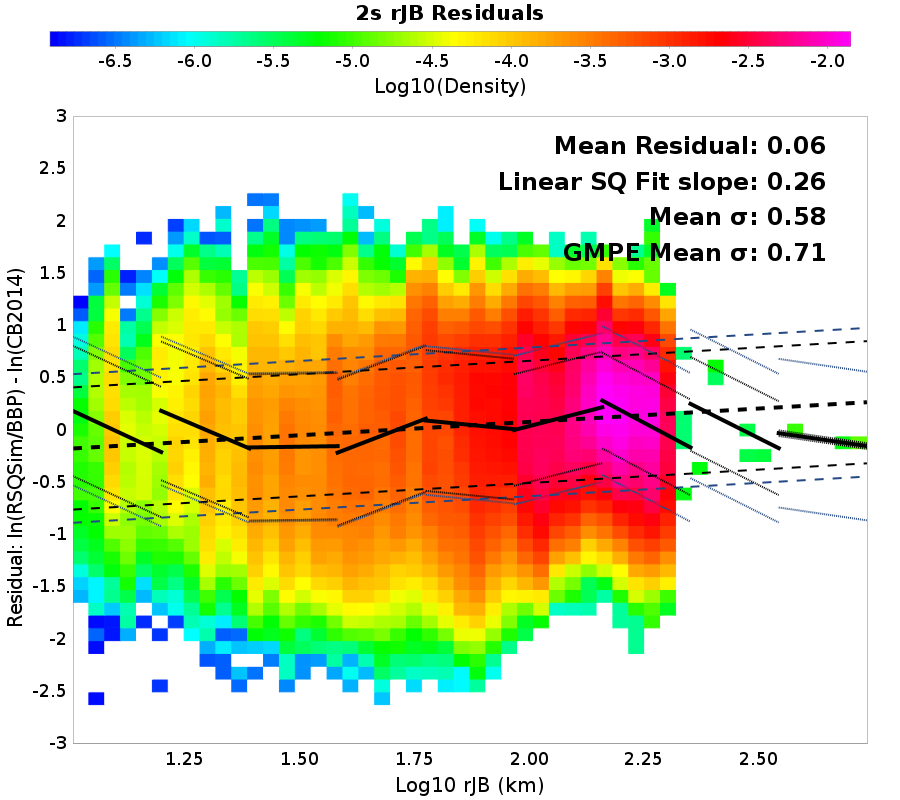 2s rJB Residuals
-6.5 -6.0 -5.5 -5.0 -4.5 -4.0 -3.5 -3.0 -2.5 -2.0
Log10(Density)
Mean Residual: 0.06
Linear SQ Fit slope: 0.26
Mean σ: 0.58
GMPE Mean σ: 0.71
Residual: ln(RSQSim/BBP) - ln(CB2014)
3
2.5
2
1.5
1
0.5
0
-0.5
-1
-1.5
-2
-2.5
-3
1.25 1.50 1.75 2.00 2.25 2.50
Log10 rJB (km)